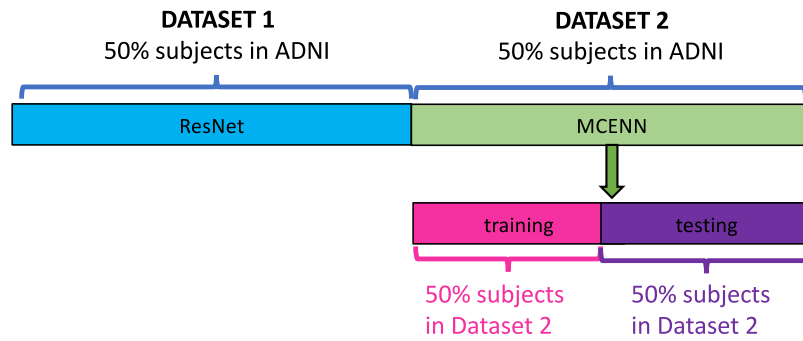 DATASET 1
50% subjects in ADNI
DATASET 2
50% subjects in ADNI
ResNet
MCENN
training
testing
50% subjects
in Dataset 2
50% subjects
in Dataset 2